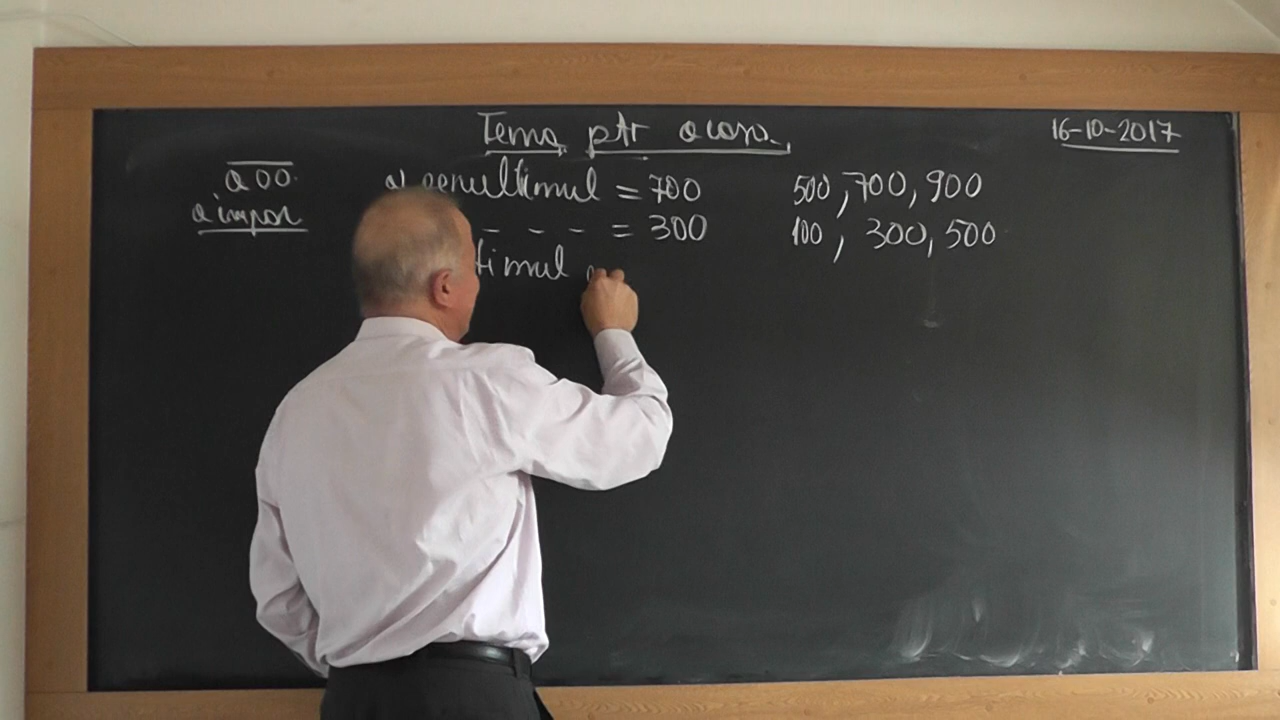 Tema ptr acasa
16-10-2017
a00
a impar
penultimul = 700
500, 700, 900
- - - = 300
100, 300, 500
timul